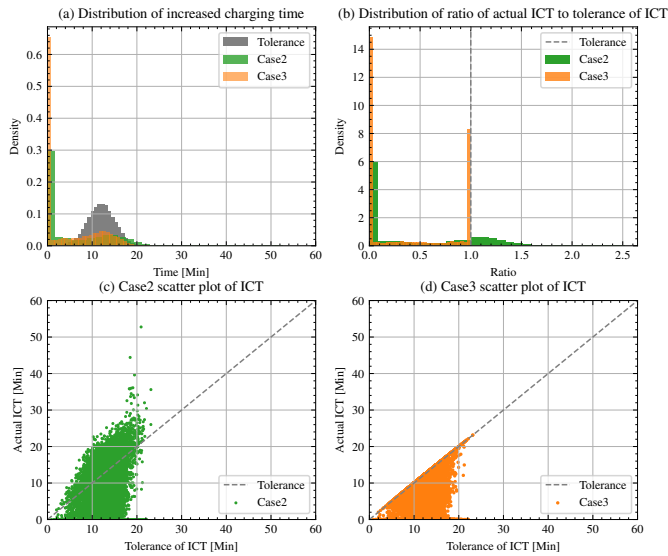 (a) Distribution of increased charging time
Density
0.6
0.5
0.4
0.3
0.2
0.1
0.0
0
10
20
30
40
50
60
Time [Min]
Tolerance
Case2
Case3
(b) Distribution of ratio of actual ICT to tolerance of ICT
Density
14
12
10
8
6
4
2
0
0.0
0.5
1.0
1.5
2.0
2.5
Ratio
Tolerance
Case2
Case3
(c) Case2 scatter plot of ICT
Actual ICT [Min]
60
50
40
30
20
10
0
0
10
20
30
40
50
60
Tolerance of ICT [Min]
Tolerance
Case2
(d) Case3 scatter plot of ICT
Actual ICT [Min]
60
50
40
30
20
10
0
0
10
20
30
40
50
60
Tolerance of ICT [Min]
Tolerance
Case3